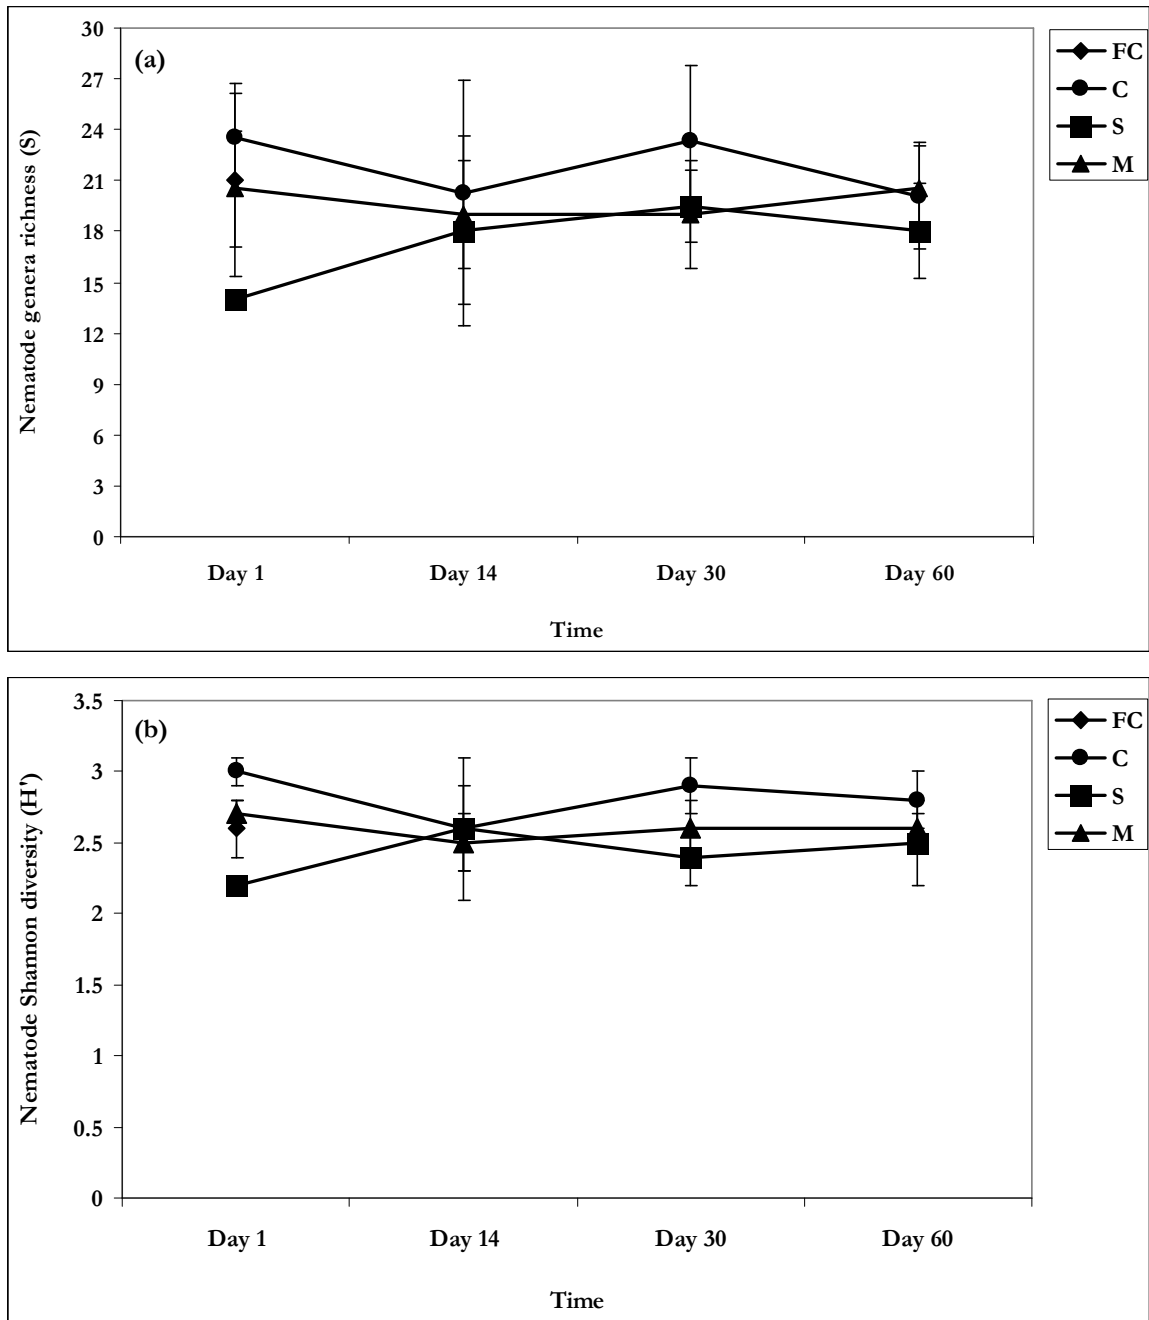 (a)
Nematode genera richness (S)
30
27
24
21
18
15
12
9
6
3
0
Day 1 Day 14 Day 30 Day 60
Time
FC
C
S
M
(b)
Nematode Shannon diversity (H')
3.5
3
2.5
2
1.5
1
0.5
0
Day 1 Day 14 Day 30 Day 60
Time
FC
C
S
M